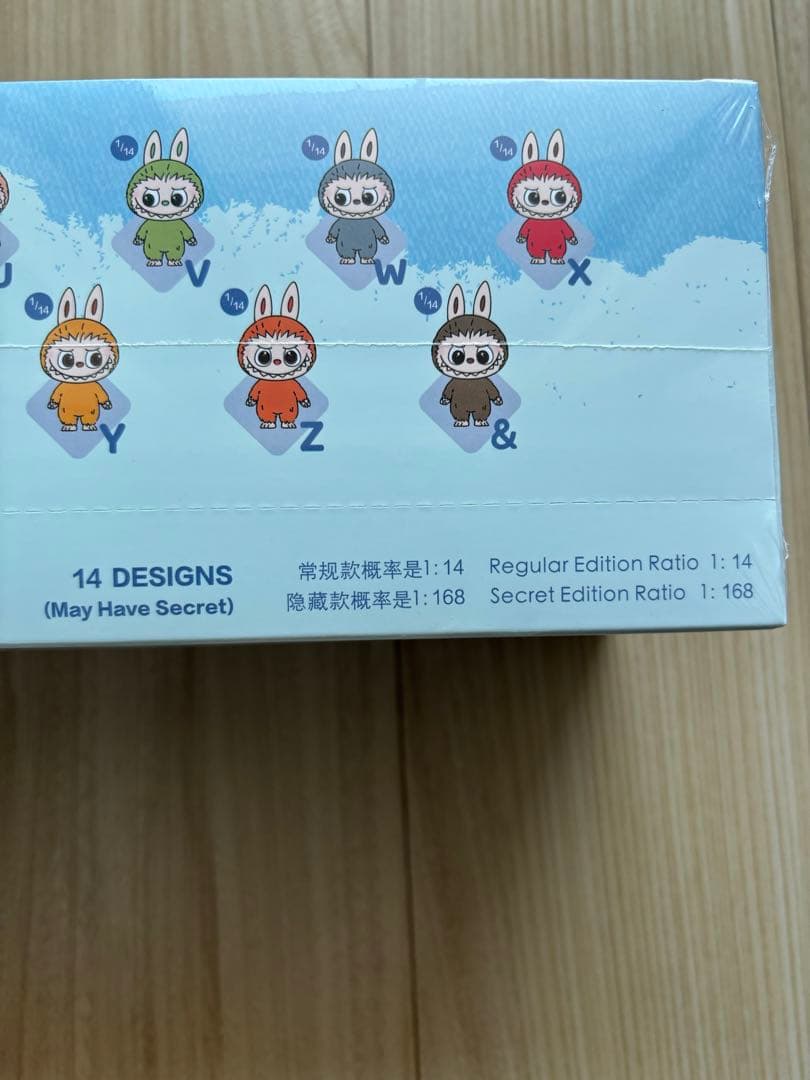 1/14
1/14
1/14
V
W
X
1/14
1/14
1/14
Y
Z
&
14 DESIGNS
(May Have Secret)
常规款概率是1: 14 Regular Edition Ratio 1: 14
隐藏款概率是1: 168 Secret Edition Ratio 1: 168